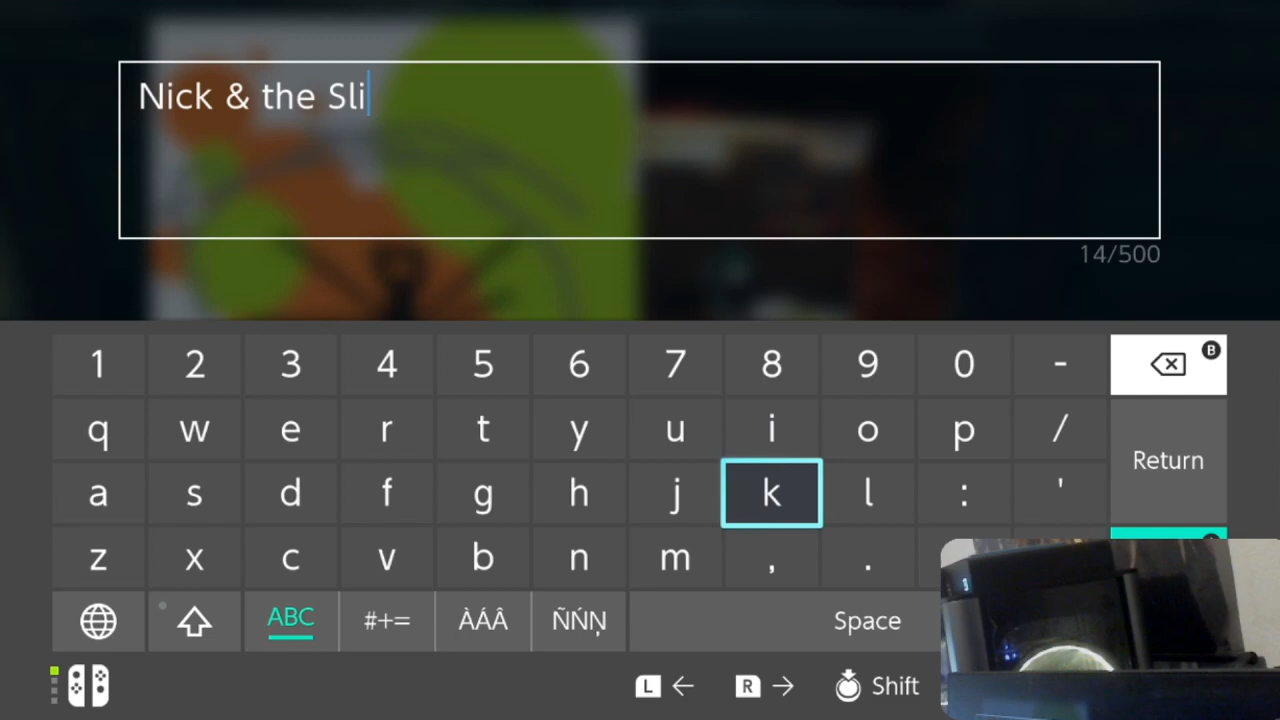 Nick & the Sli
14/500
1 2 3 4 5 6 7 8 9 0 - B
q w e r t y u i o p /
Return
a s d f g h j k l : '
z x c v b n m , .
ABC #+= ÀÁÂ ÑŃŅ Space
L ← R → Shift